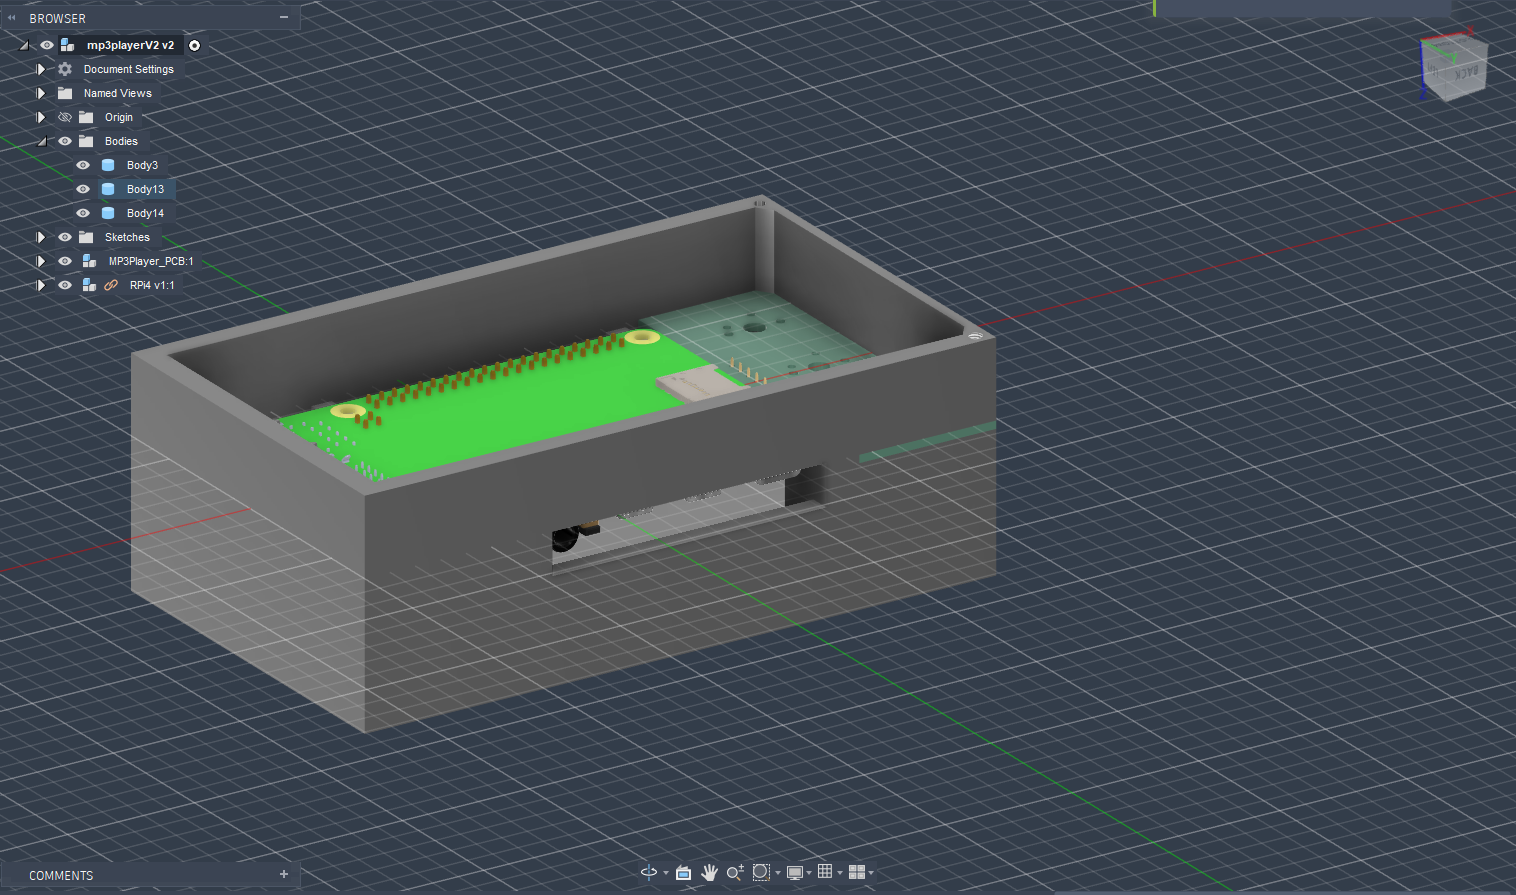 BROWSER
mp3playerV2 v2
Document Settings
Named Views
Origin
Bodies
Body3
Body13
Body14
Sketches
MP3Player_PCB:1
RPi4 v1:1
BACK
COMMENTS